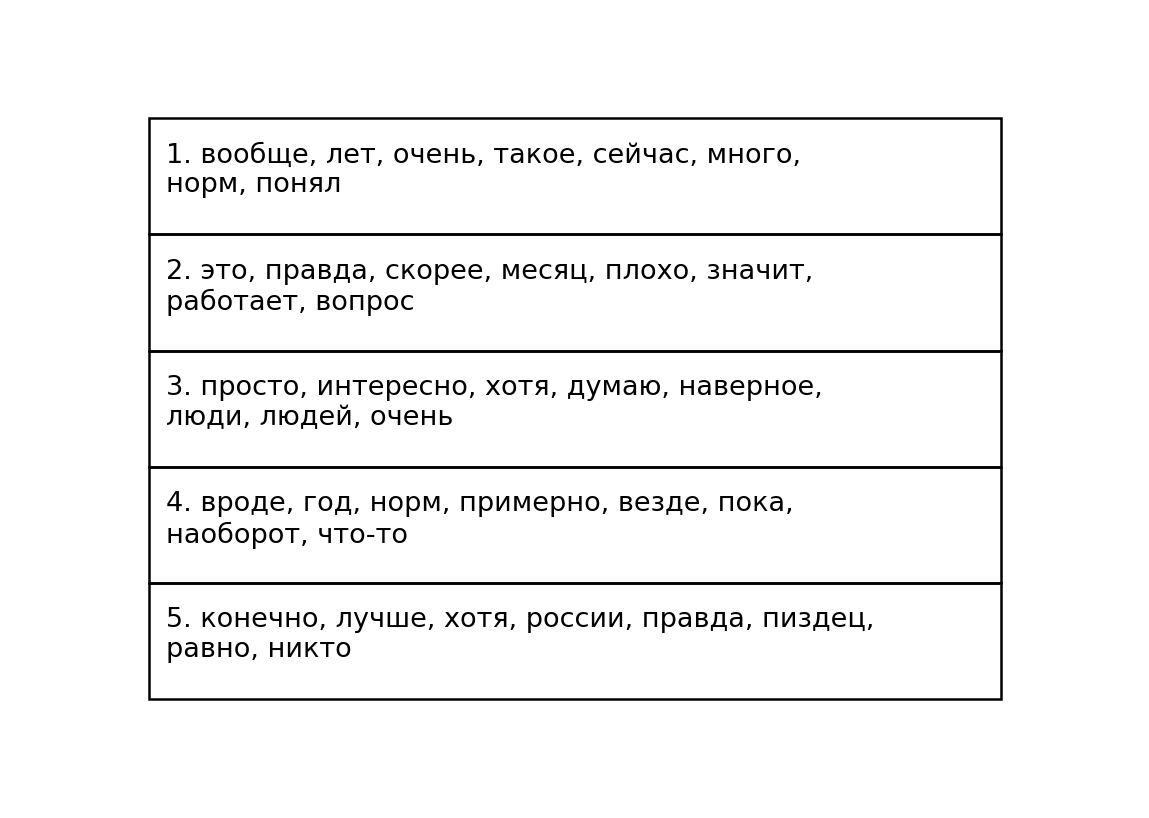 1. вообще, лет, очень, такое, сейчас, много,
норм, понял
2. это, правда, скорее, месяц, плохо, значит,
работает, вопрос
3. просто, интересно, хотя, думаю, наверное,
люди, людей, очень
4. вроде, год, норм, примерно, везде, пока,
наоборот, что-то
5. конечно, лучше, хотя, россии, правда, пиздец,
равно, никто